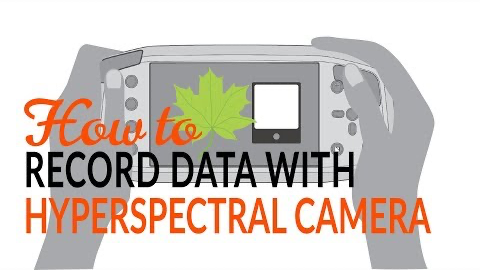 How to
RECORD DATA WITH
HYPERSPECTRAL CAMERA